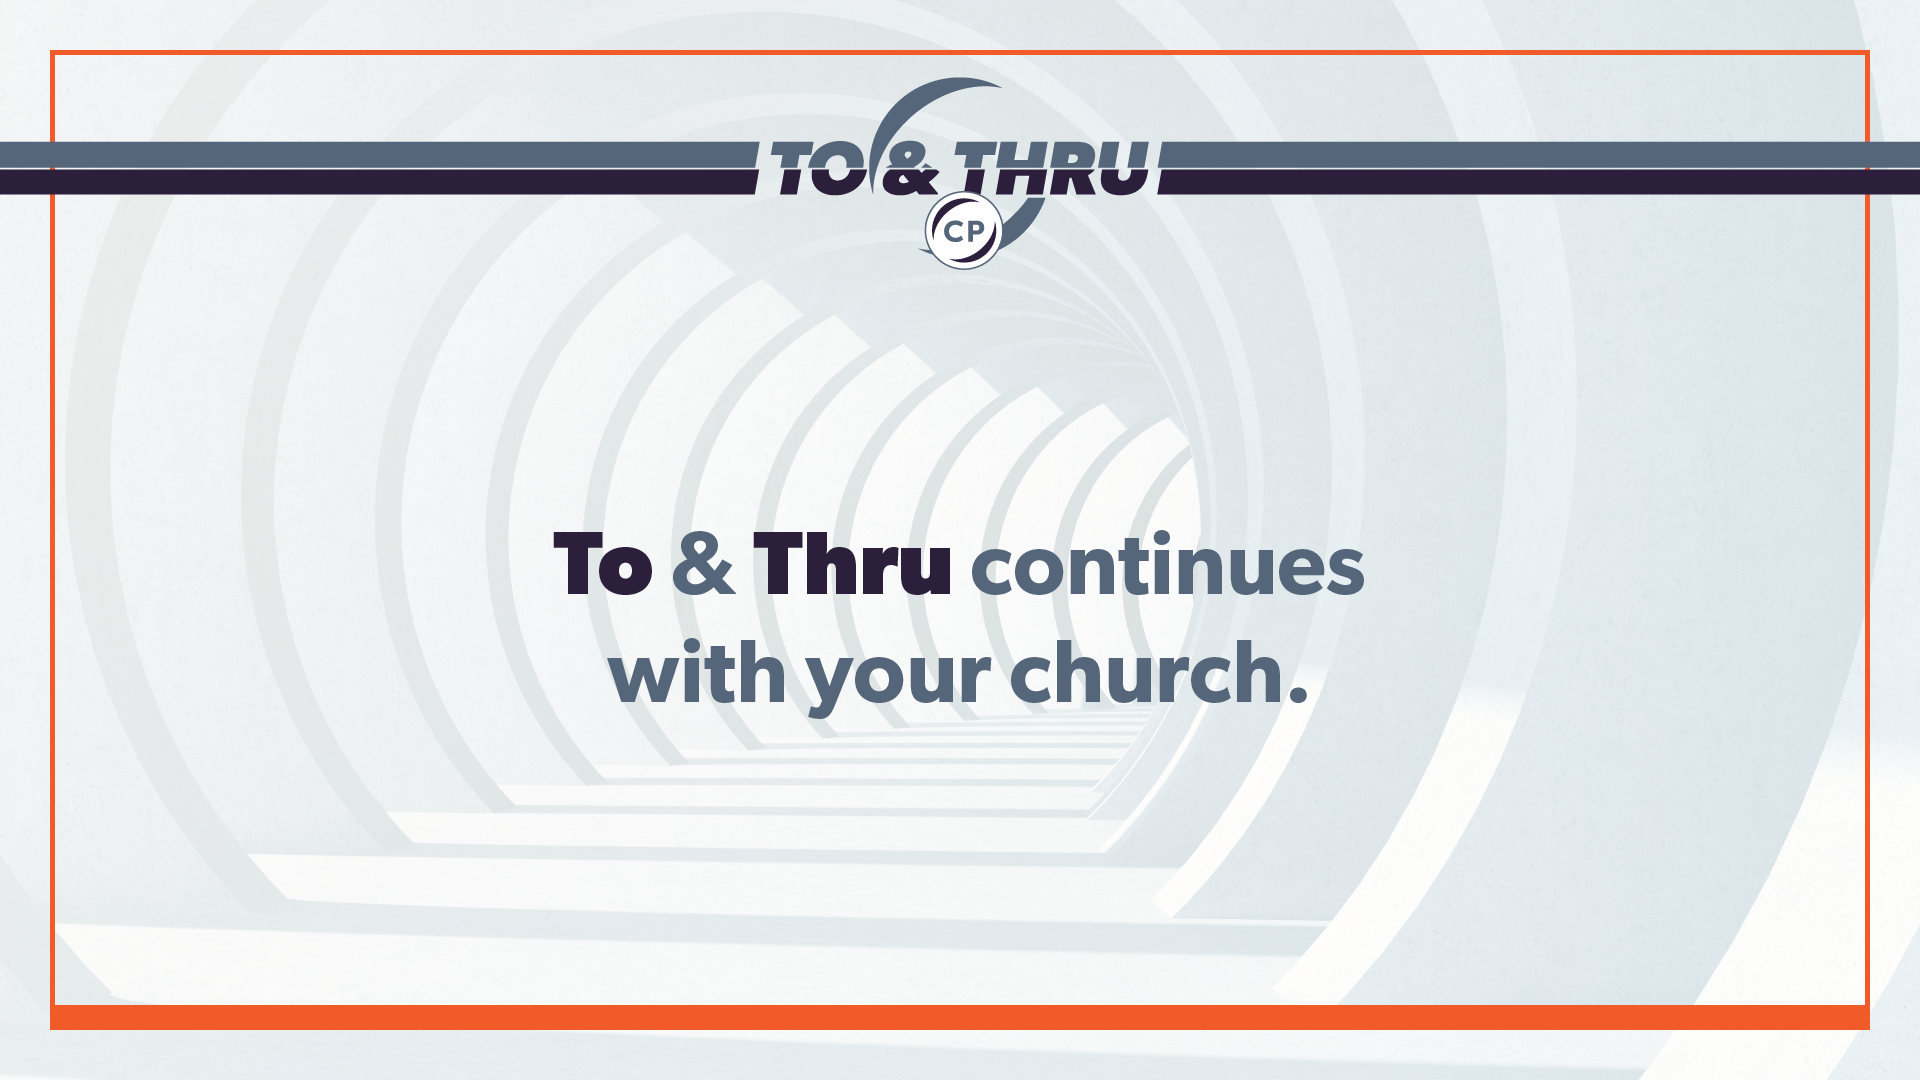 TO & THRU
CP
To & Thru continues
with your church.